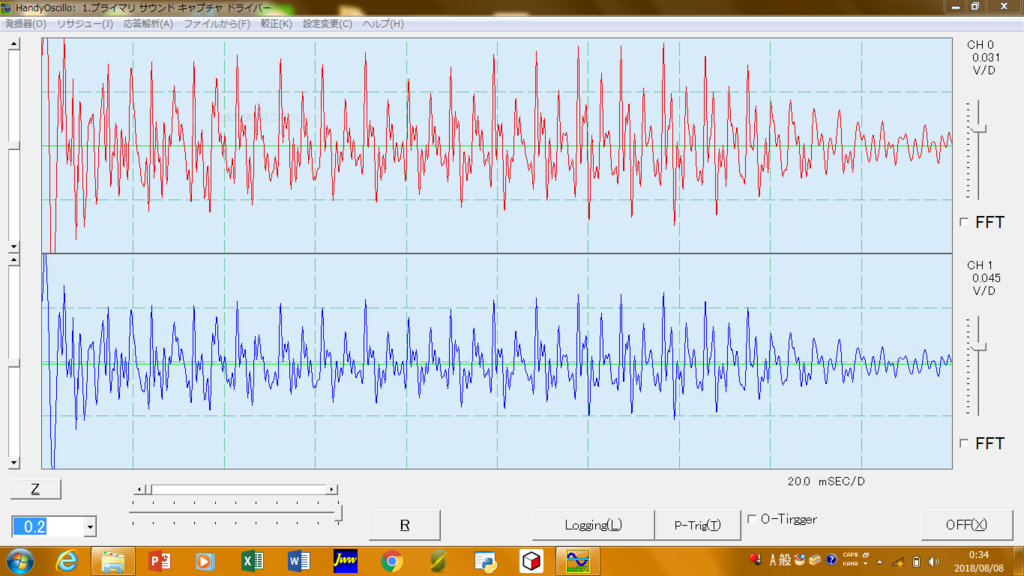 HandyOscillo: 1.プライマリ サウンド キャプチャ ドライバー
発振器(O) リサジュー(J) 応答解析(A) ファイルから(F) 較正(K) 設定変更(C) ヘルプ(H)
CH 0
0.031
V/D
FFT
CH 1
0.045
V/D
FFT
20.0 mSEC/D
Z
0.2
R
Logging(L)
P-Trig(T)
O-Tirgger
OFF(X)
Jww
A 般
CAPS
KANA
0:34
2018/08/08